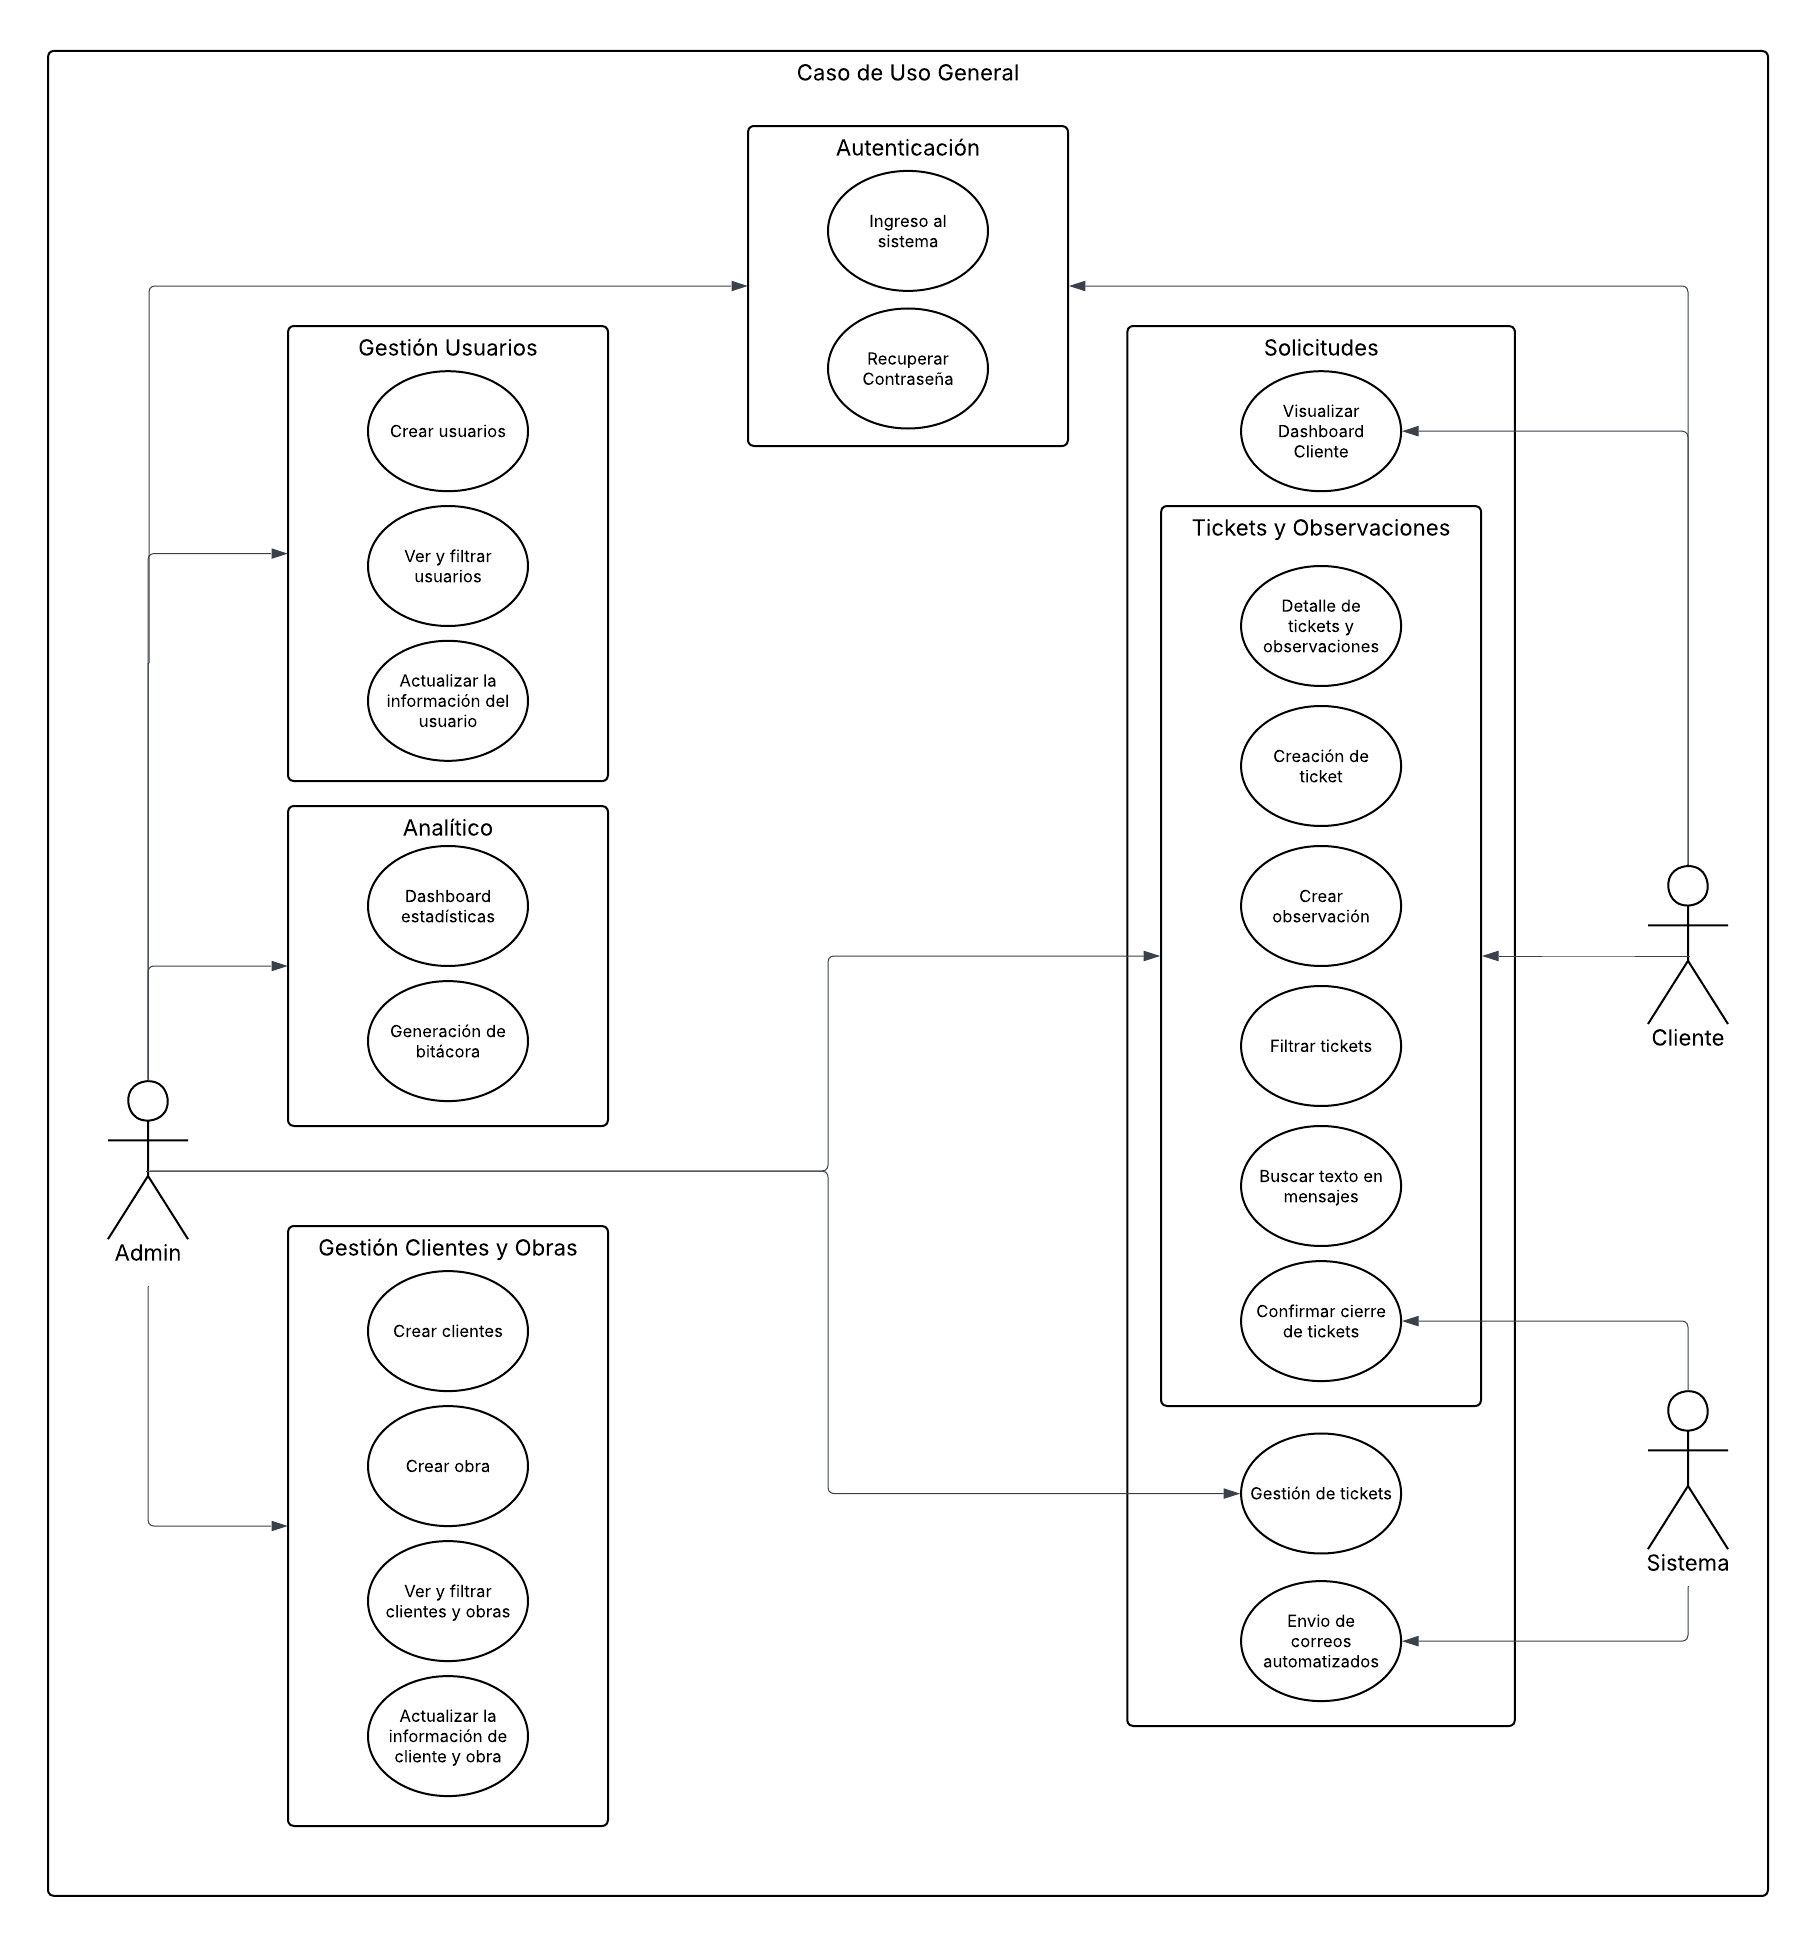 Caso de Uso General
Autenticación
Ingreso al
sistema
Recuperar
Contraseña
Gestión Usuarios
Crear usuarios
Ver y filtrar
usuarios
Actualizar la
información del
usuario
Analítico
Dashboard
estadísticas
Generación de
bitácora
Admin
Gestión Clientes y Obras
Crear clientes
Crear obra
Ver y filtrar
clientes y obras
Actualizar la
información de
cliente y obra
Solicitudes
Visualizar
Dashboard
Cliente
Tickets y Observaciones
Detalle de
tickets y
observaciones
Creación de
ticket
Crear
observación
Filtrar tickets
Buscar texto en
mensajes
Confirmar cierre
de tickets
Gestión de tickets
Envio de
correos
automatizados
Cliente
Sistema